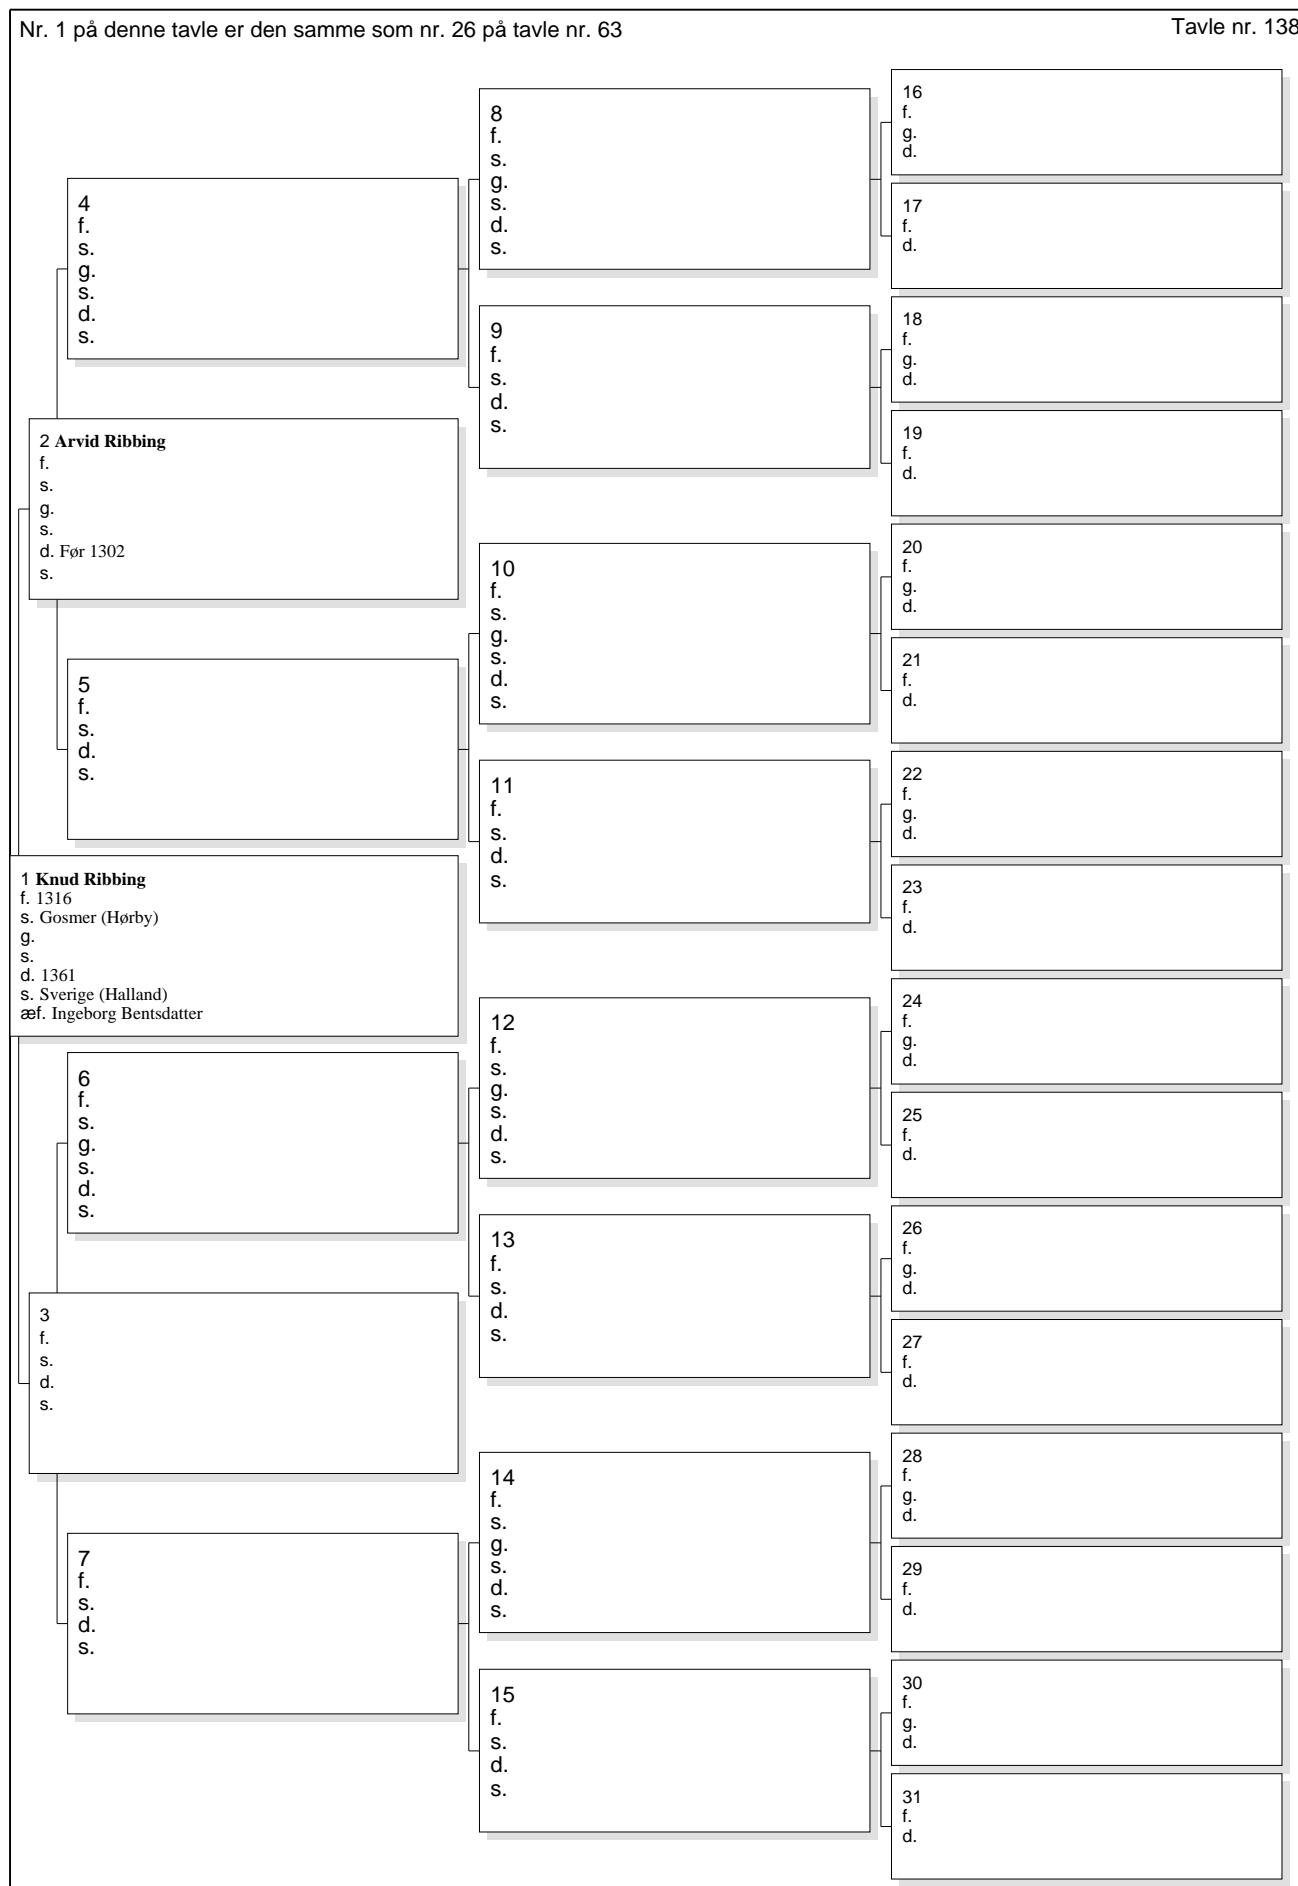 Nr. 1 på denne tavle er den samme som nr. 26 på tavle nr. 63
Tavle nr. 138
4
f.
s.
g.
s.
d.
s.
2 Arvid Ribbing
f.
s.
g.
s.
d. Før 1302
s.
5
f.
s.
d.
s.
1 Knud Ribbing
f. 1316
s. Gosmer (Hørby)
g.
s.
d. 1361
s. Sverige (Halland)
æf. Ingeborg Bentsdatter
6
f.
s.
g.
s.
d.
s.
3
f.
s.
d.
s.
7
f.
s.
d.
s.
8
f.
s.
g.
s.
d.
s.
9
f.
s.
d.
s.
10
f.
s.
g.
s.
d.
s.
11
f.
s.
d.
s.
12
f.
s.
g.
s.
d.
s.
13
f.
s.
d.
s.
14
f.
s.
g.
s.
d.
s.
15
f.
s.
d.
s.
16
f.
g.
d.
17
f.
d.
18
f.
g.
d.
19
f.
d.
20
f.
g.
d.
21
f.
d.
22
f.
g.
d.
23
f.
d.
24
f.
g.
d.
25
f.
d.
26
f.
g.
d.
27
f.
d.
28
f.
g.
d.
29
f.
d.
30
f.
g.
d.
31
f.
d.